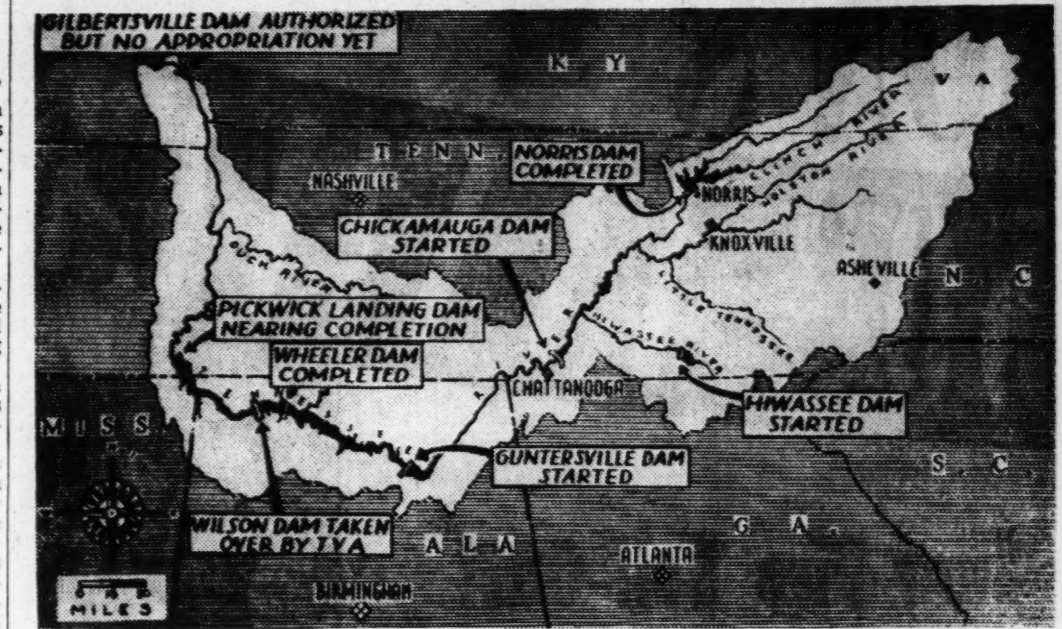 GILBERTSVILLE DAM AUTHORIZED
BUT NO APPROPRIATION YET
KY.
VA
TENN.
NORRIS DAM
COMPLETED
CLINCH RIVER
HOLSTON RIVER
NASHVILLE
NORRIS
CHICKAMAUGA DAM
STARTED
KNOXVILLE
DUCK RIVER
ASHEVILLE
N. C.
LITTLE TENNESSEE
PICKWICK LANDING DAM
NEARING COMPLETION
HIWASSEE RIVER
WHEELER DAM
COMPLETED
CHATTANOOGA
HIWASSEE DAM
STARTED
MISS.
GUNTERSVILLE DAM
STARTED
S. C.
WILSON DAM TAKEN
OVER BY TVA
ALA
GA.
ATLANTA
MILES
BIRMINGHAM